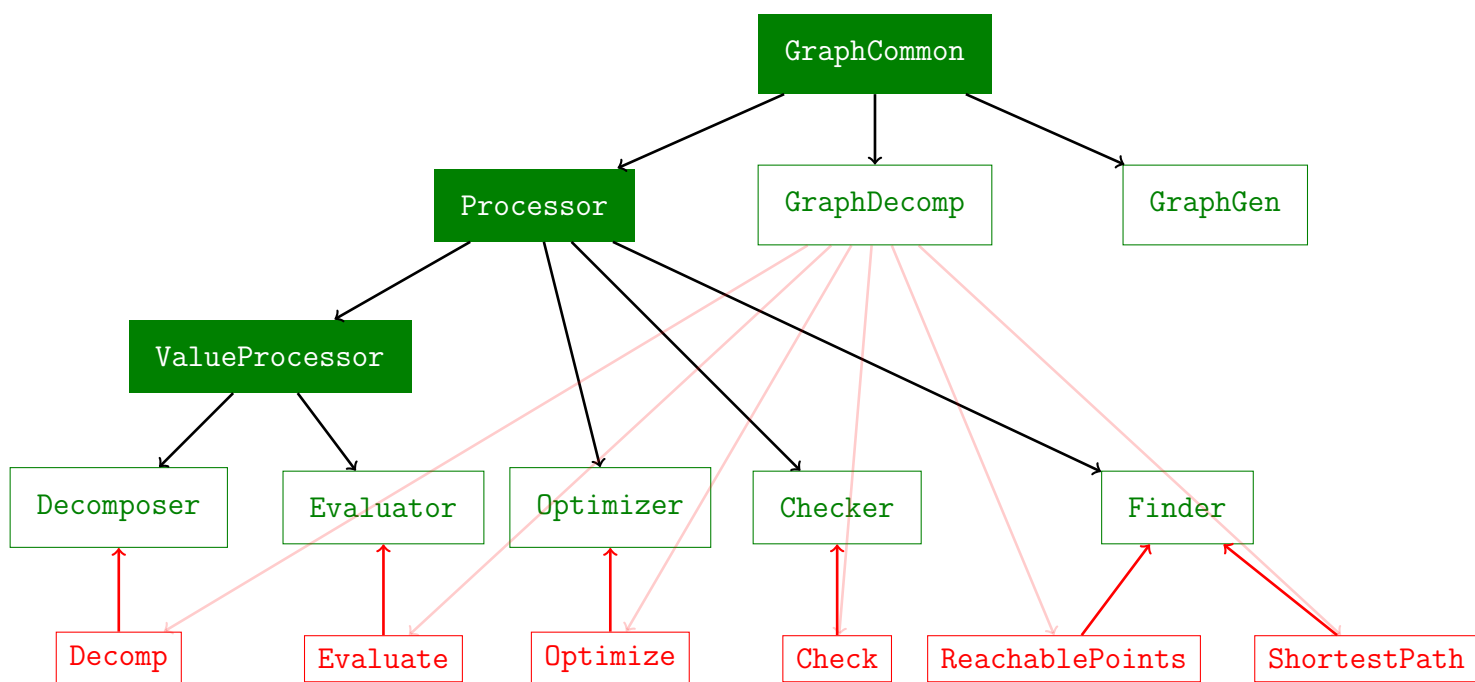 GraphCommon
Processor
GraphDecomp
GraphGen
ValueProcessor
Decomposer
Evaluator
Optimizer
Checker
Finder
Decomp
Evaluate
Optimize
Check
ReachablePoints
ShortestPath